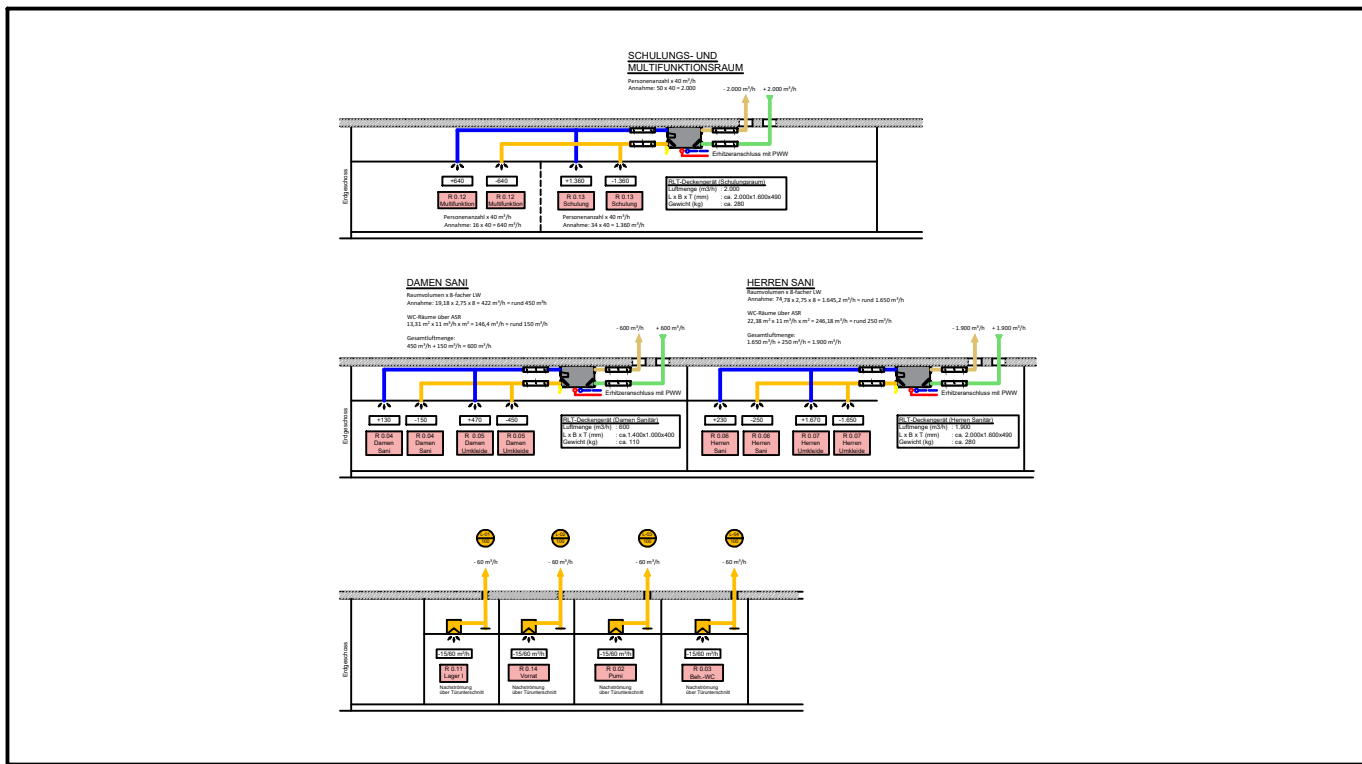 SCHULUNGS- UND
MULTIFUNKTIONSRAUM
Personenanzahl x 40 m³/h
Annahme: 50 x 40 = 2.000
- 2.000 m³/h
+ 2.000 m³/h
Erhitzeranschluss mit PWW
Erdgeschoss
+640
-640
+1.360
-1.360
R 0.12
Multifunktion
R 0.12
Multifunktion
R 0.13
Schulung
R 0.13
Schulung
RLT-Deckengerät (Schulungsraum)
Luftmenge (m3/h) : 2.000
L x B x T (mm) : ca. 2.000x1.600x490
Gewicht (kg) : ca. 280
Personenanzahl x 40 m³/h
Annahme: 16 x 40 = 640 m³/h
Personenanzahl x 40 m³/h
Annahme: 34 x 40 = 1.360 m³/h
DAMEN SANI
Raumvolumen x 8-facher LW
Annahme: 19,18 x 2,75 x 8 = 422 m³/h = rund 450 m³h
WC-Räume über ASR
13,31 m² x 11 m³/h x m² = 146,4 m³/h = rund 150 m³/h
Gesamtluftmenge:
450 m³/h + 150 m³/h = 600 m³/h
- 600 m³/h
+ 600 m³/h
Erhitzeranschluss mit PWW
Erdgeschoss
+130
-150
+470
-450
R 0.04
Damen
Sani
R 0.04
Damen
Sani
R 0.05
Damen
Umkleide
R 0.05
Damen
Umkleide
RLT-Deckengerät (Damen Sanitär)
Luftmenge (m3/h) : 600
L x B x T (mm) : ca.1.400x1.000x400
Gewicht (kg) : ca. 110
HERREN SANI
Raumvolumen x 8-facher LW
Annahme: 74,78 x 2,75 x 8 = 1.645,2 m³/h = rund 1.650 m³/h
WC-Räume über ASR
22,38 m² x 11 m³/h x m² = 246,18 m³/h = rund 250 m³/h
Gesamtluftmenge:
1.650 m³/h + 250 m³/h = 1.900 m³/h
- 1.900 m³/h
+ 1.900 m³/h
Erhitzeranschluss mit PWW
+230
-250
+1.670
-1.650
R 0.06
Herren
Sani
R 0.06
Herren
Sani
R 0.07
Herren
Umkleide
R 0.07
Herren
Umkleide
RLT-Deckengerät (Herren Sanitär)
Luftmenge (m3/h) : 1.900
L x B x T (mm) : ca. 2.000x1.600x490
Gewicht (kg) : ca. 280
100
100
100
100
- 60 m³/h
- 60 m³/h
- 60 m³/h
- 60 m³/h
Erdgeschoss
-15/60 m³/h
-15/60 m³/h
-15/60 m³/h
-15/60 m³/h
R 0.11
Lager I
R 0.14
Vorrat
R 0.02
Pumi
R 0.03
Beh.-WC
Nachströmung
über Türunterschnitt
Nachströmung
über Türunterschnitt
Nachströmung
über Türunterschnitt
Nachströmung
über Türunterschnitt